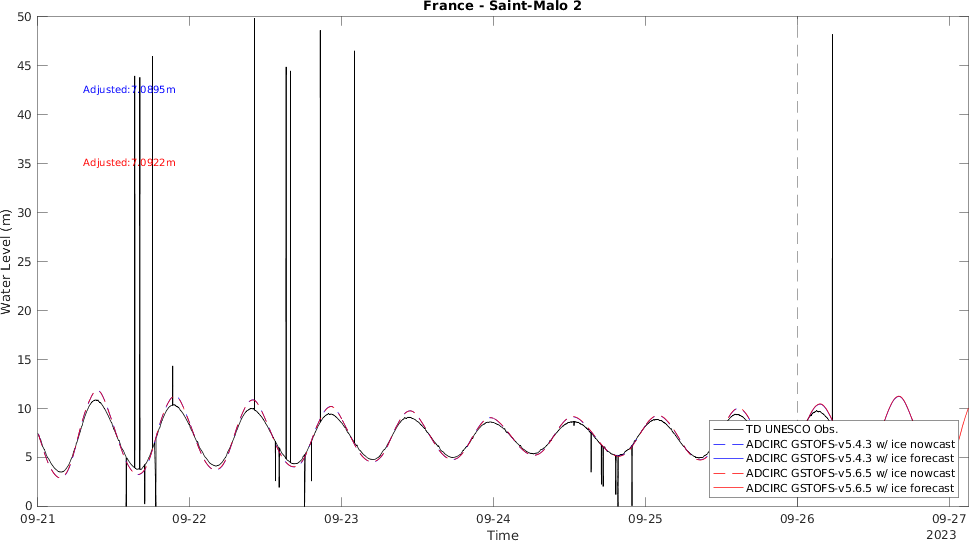 France - Saint-Malo 2
50
45
40
35
30
25
20
15
10
5
0
Water Level (m)
Adjusted:7.0895m
Adjusted:7.0922m
TD UNESCO Obs.
ADCIRC GSTOFS-v5.4.3 w/ ice nowcast
ADCIRC GSTOFS-v5.4.3 w/ ice forecast
ADCIRC GSTOFS-v5.6.5 w/ ice nowcast
ADCIRC GSTOFS-v5.6.5 w/ ice forecast
09-21 09-22 09-23 09-24 09-25 09-26 09-27
Time
2023